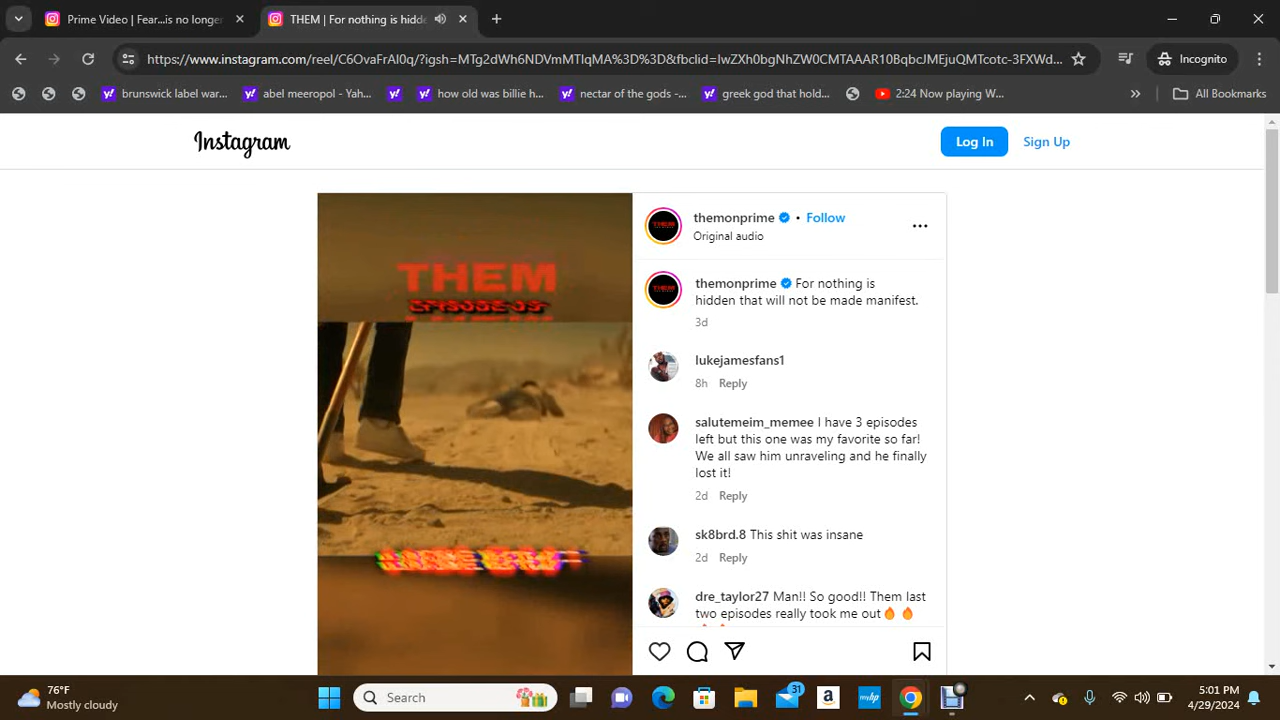 Prime Video | Fear...is no longe
THEM | For nothing is hidde
https://www.instagram.com/reel/C6OvaFrAI0q/?igsh=MTg2dWh6NDVmMTlqMA%3D%3D&fbclid=IwZXh0bgNhZW0CMTAAAR10BqbcJMEjuQMTcotc-3FXWd...
Incognito
brunswick label war...
abel meeropol - Yah...
how old was billie h...
nectar of the gods -...
greek god that hold...
2:24 Now playing W...
»
All Bookmarks
Instagram
Log In
Sign Up
THEM
themonprime • Follow
Original audio
themonprime For nothing is
hidden that will not be made manifest.
3d
lukejamesfans1
8h Reply
salutemeim_memee I have 3 episodes
left but this one was my favorite so far!
We all saw him unraveling and he finally
lost it!
2d Reply
sk8brd.8 This shit was insane
2d Reply
dre_taylor27 Man!! So good!! Them last
two episodes really took me out🔥 🔥
76°F
Mostly cloudy
Search
31
a
myhp
5:01 PM
4/29/2024